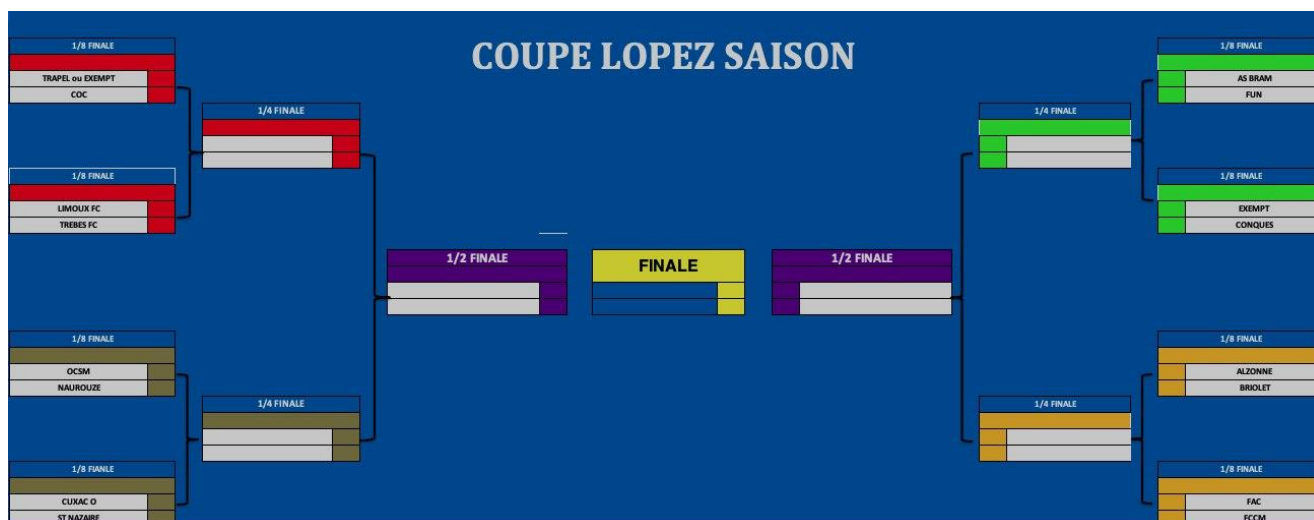 COUPE LOPEZ SAISON
1/8 FINALE
TRAPEL ou EXEMPT
COC
1/4 FINALE
1/8 FINALE
LIMOUX FC
TREBES FC
1/2 FINALE
1/8 FINALE
OCSM
NAUROUZE
1/4 FINALE
1/8 FIANLE
CUXAC O
ST NAZAIRE
FINALE
1/2 FINALE
1/4 FINALE
1/8 FINALE
AS BRAM
FUN
1/8 FINALE
EXEMPT
CONQUES
1/4 FINALE
1/8 FINALE
ALZONNE
BRIOLET
1/8 FINALE
FAC
FCCM